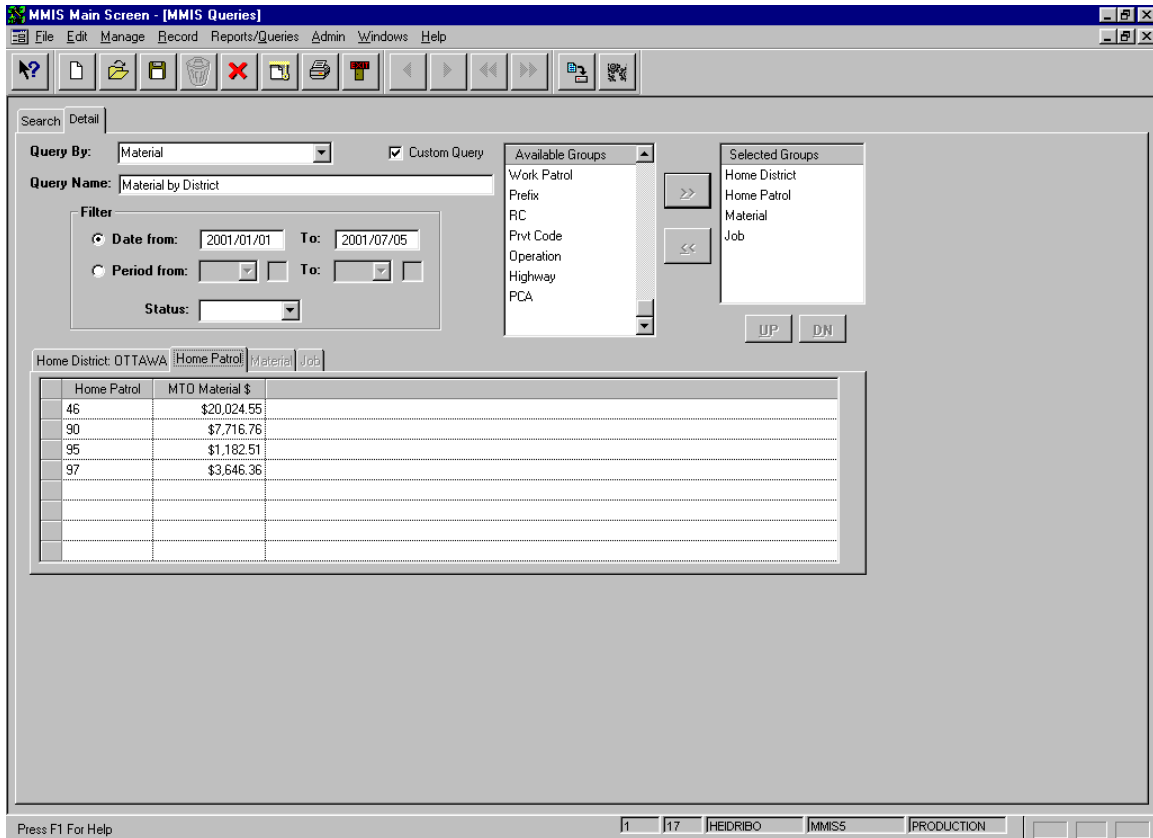 MMIS Main Screen - [MMIS Queries]
File Edit Manage Record Reports/Queries Admin Windows Help
EXIT
Search Detail
Query By: Material Custom Query
Query Name: Material by District
Filter
Date from: 2001/01/01 To: 2001/07/05
Period from: To:
Status:
Available Groups
Work Patrol
Prefix
RC
Prvt Code
Operation
Highway
PCA
>>
<<
Selected Groups
Home District
Home Patrol
Material
Job
UP DN
Home District: OTTAWA Home Patrol Material Job
Home Patrol MTO Material $
46 $20,024.55
90 $7,716.76
95 $1,182.51
97 $3,646.36
Press F1 For Help 1 17 HEIDRIBO MMIS5 PRODUCTION